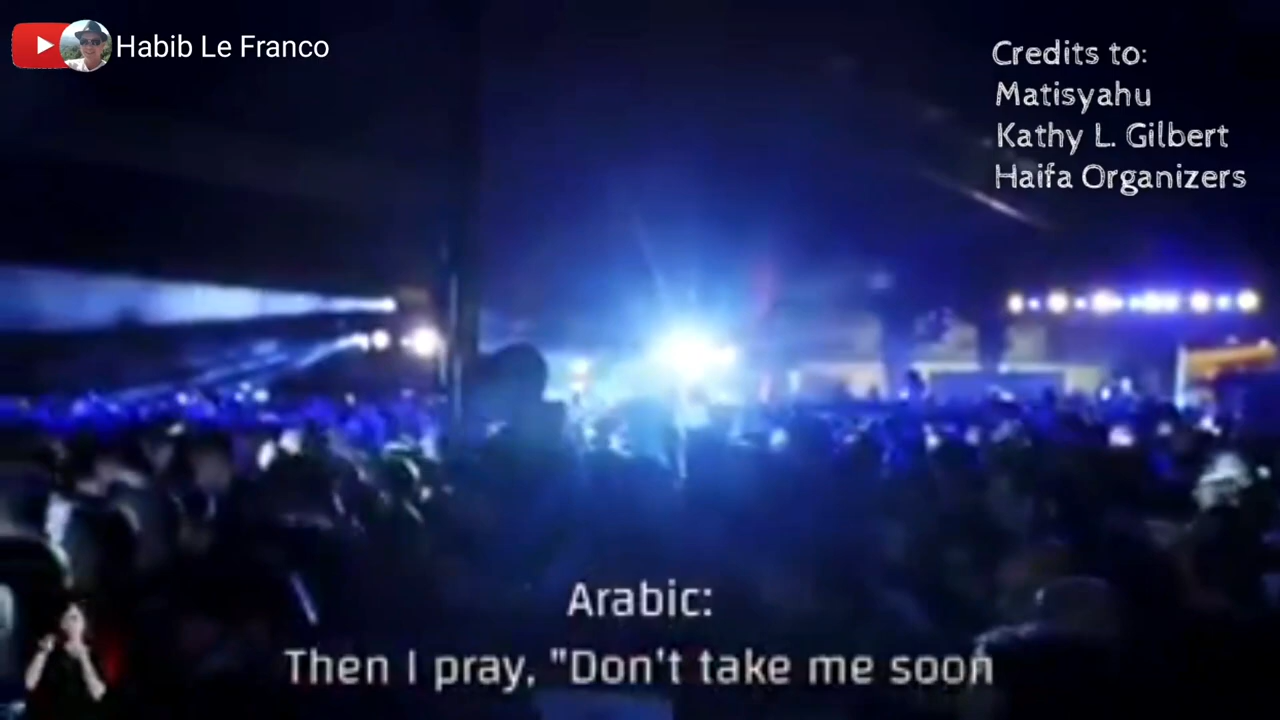 Habib Le Franco
Credits to:
Matisyahu
Kathy L. Gilbert
Haifa Organizers
Arabic:
Then I pray, "Don't take me soon